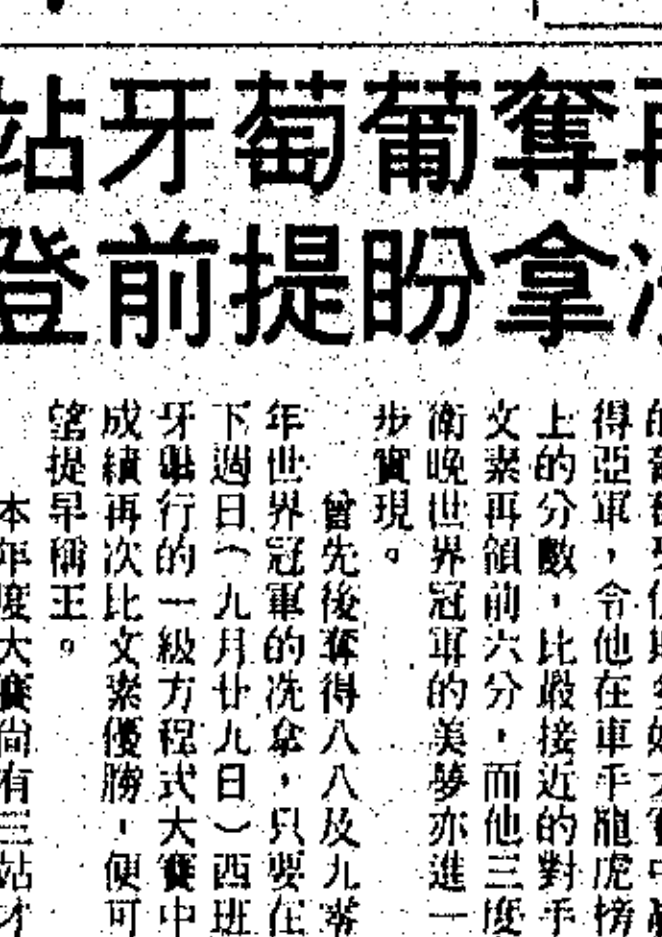 奪葡萄牙站
拿盼提前登
得亞軍，令他在車手龍虎榜
上的分數，比最接近的對手
文素再領前六分，而他三度
衛晚世界冠軍的美夢亦進一
步實現。
曾先後奪得八八及九零
年世界冠軍的冼拿，只要在
下週日（九月廿九日）西班
牙舉行的一級方程式大賽中
成績再次比文素優勝，便可
望提早稱王。
本年度大賽尚有三站才